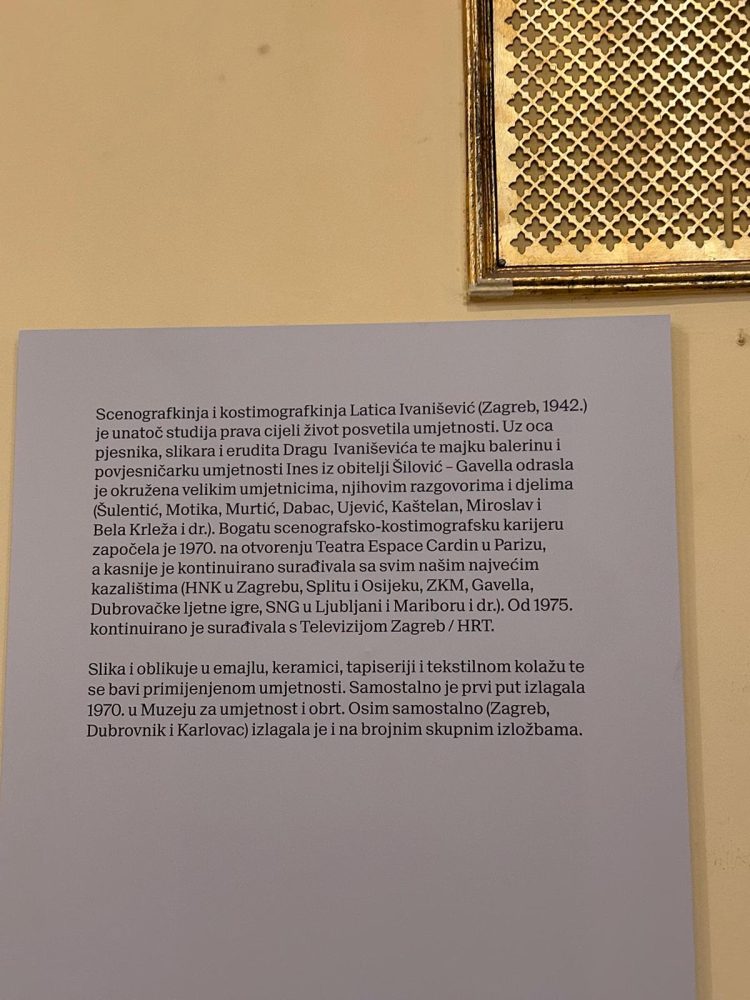 Scenografkinja i kostimografkinja Latica Ivanišević (Zagreb, 1942.)
je unatoč studija prava cijeli život posvetila umjetnosti. Uz oca
pjesnika, slikara i erudita Dragu Ivaniševića te majku balerinu i
povjesničarku umjetnosti Ines iz obitelji Šilović – Gavella odrasla
je okružena velikim umjetnicima, njihovim razgovorima i djelima
(Šulentić, Motika, Murtić, Dabac, Ujević, Kaštelan, Miroslav i
Bela Krleža i dr.). Bogatu scenografsko-kostimografsku karijeru
započela je 1970. na otvorenju Teatra Espace Cardin u Parizu,
a kasnije je kontinuirano surađivala sa svim našim najvećim
kazalištima (HNK u Zagrebu, Splitu i Osijeku, ZKM, Gavella,
Dubrovačke ljetne igre, SNG u Ljubljani i Mariboru i dr.). Od 1975.
kontinuirano je surađivala s Televizijom Zagreb / HRT.
Slika i oblikuje u emajlu, keramici, tapiseriji i tekstilnom kolažu te
se bavi primijenjenom umjetnosti. Samostalno je prvi put izlagala
1970. u Muzeju za umjetnost i obrt. Osim samostalno (Zagreb,
Dubrovnik i Karlovac) izlagala je i na brojnim skupnim izložbama.